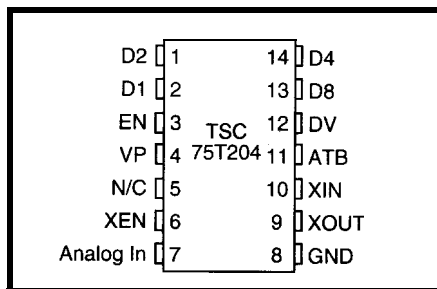 D2 1 14 D4
D1 2 13 D8
EN 3 TSC 12 DV
VP 4 75T204 11 ATB
N/C 5 10 XIN
XEN 6 9 XOUT
Analog In 7 8 GND